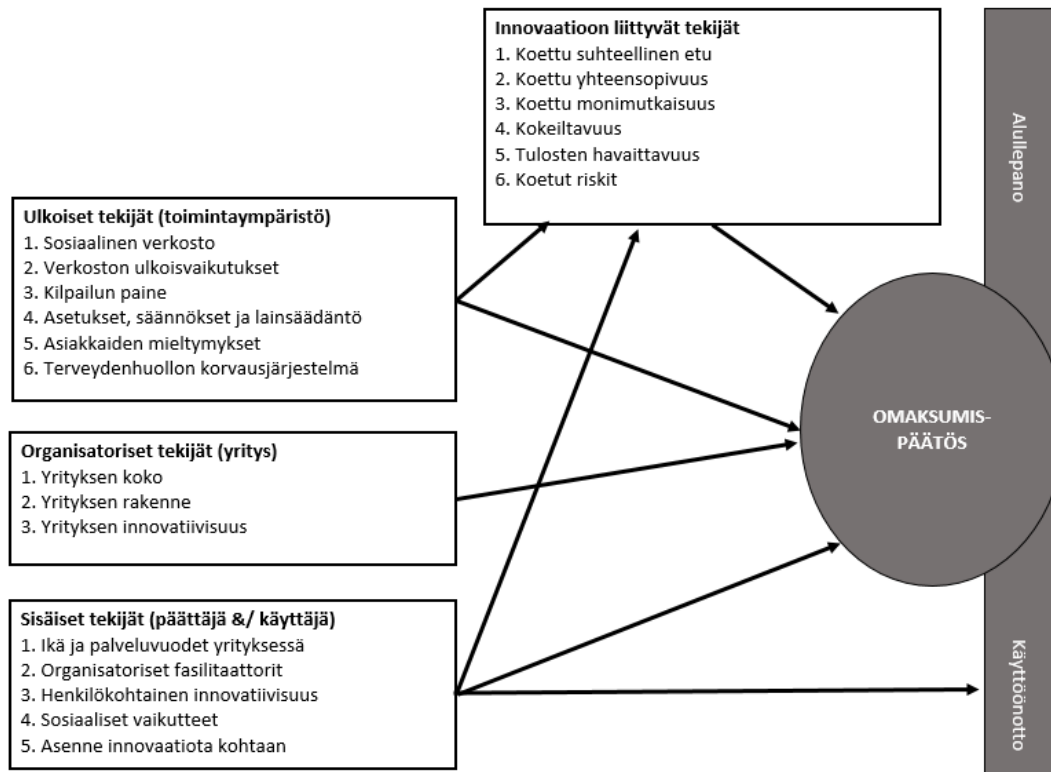 Innovaatioon liittyvät tekijät
1. Koettu suhteellinen etu
2. Koettu yhteensopivuus
3. Koettu monimutkaisuus
4. Kokeiltavuus
5. Tulosten havaittavuus
6. Koetut riskit
Ulkoiset tekijät (toimintaympäristö)
1. Sosiaalinen verkosto
2. Verkoston ulkoisvaikutukset
3. Kilpailun paine
4. Asetukset, säännökset ja lainsäädäntö
5. Asiakkaiden mieltymykset
6. Terveydenhuollon korvausjärjestelmä
Organisatoriset tekijät (yritys)
1. Yrityksen koko
2. Yrityksen rakenne
3. Yrityksen innovatiivisuus
Sisäiset tekijät (päättäjä &/ käyttäjä)
1. Ikä ja palveluvuodet yrityksessä
2. Organisatoriset fasilitaattorit
3. Henkilökohtainen innovatiivisuus
4. Sosiaaliset vaikutteet
5. Asenne innovaatiota kohtaan
Alullepano
OMAKSUMIS-
PÄÄTÖS
Käyttöönotto